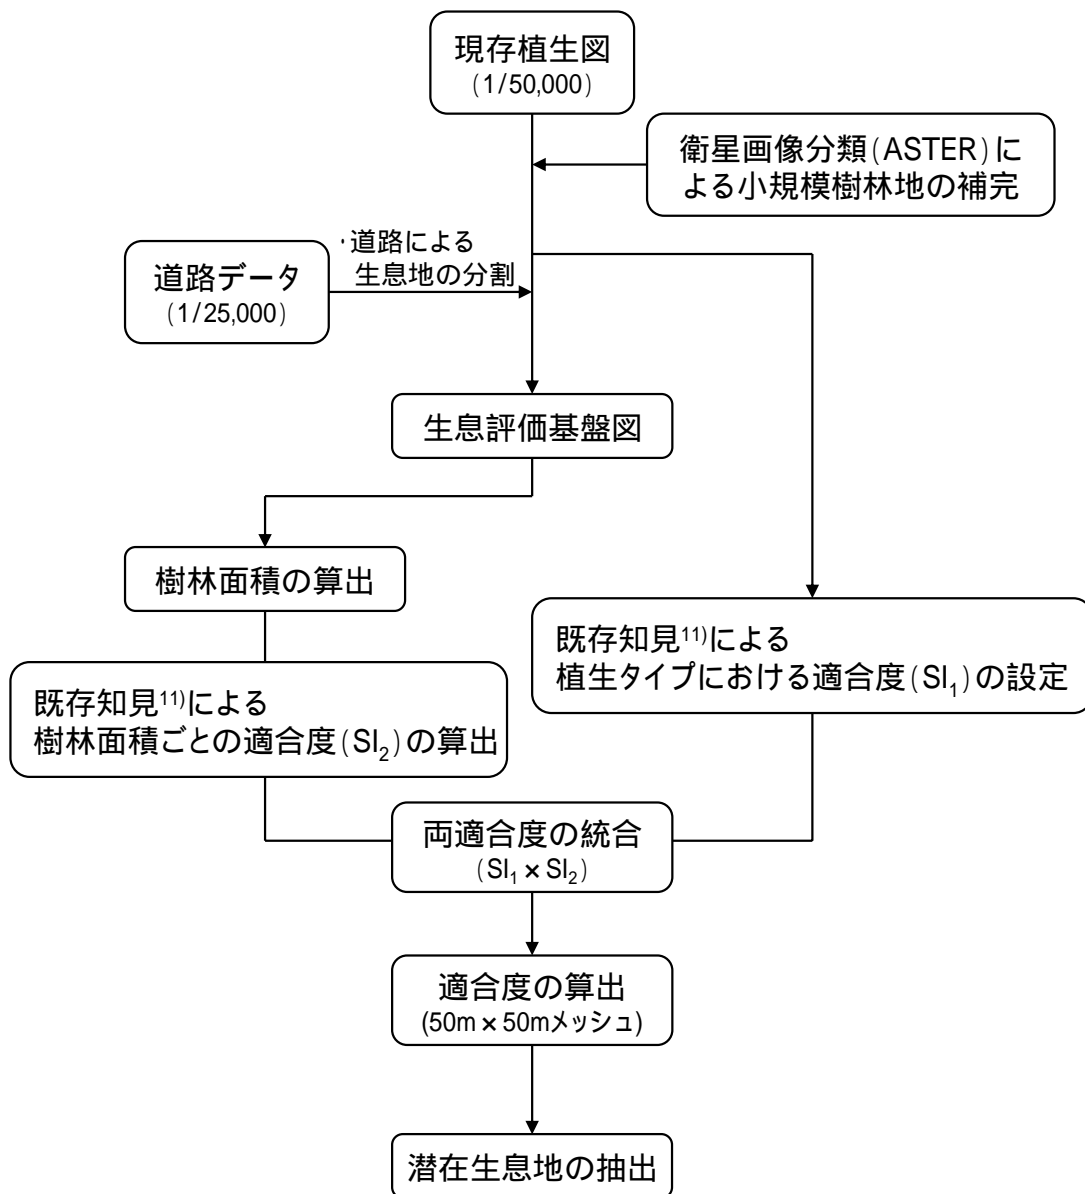 現存植生図
(1/50,000)
衛星画像分類(ASTER)に
よる小規模樹林地の補完
・道路による
生息地の分割
道路データ
(1/25,000)
生息評価基盤図
樹林面積の算出
既存知見11)による
植生タイプにおける適合度(SI1)の設定
既存知見11)による
樹林面積ごとの適合度(SI2)の算出
両適合度の統合
(SI1×SI2)
適合度の算出
(50m×50mメッシュ)
潜在生息地の抽出